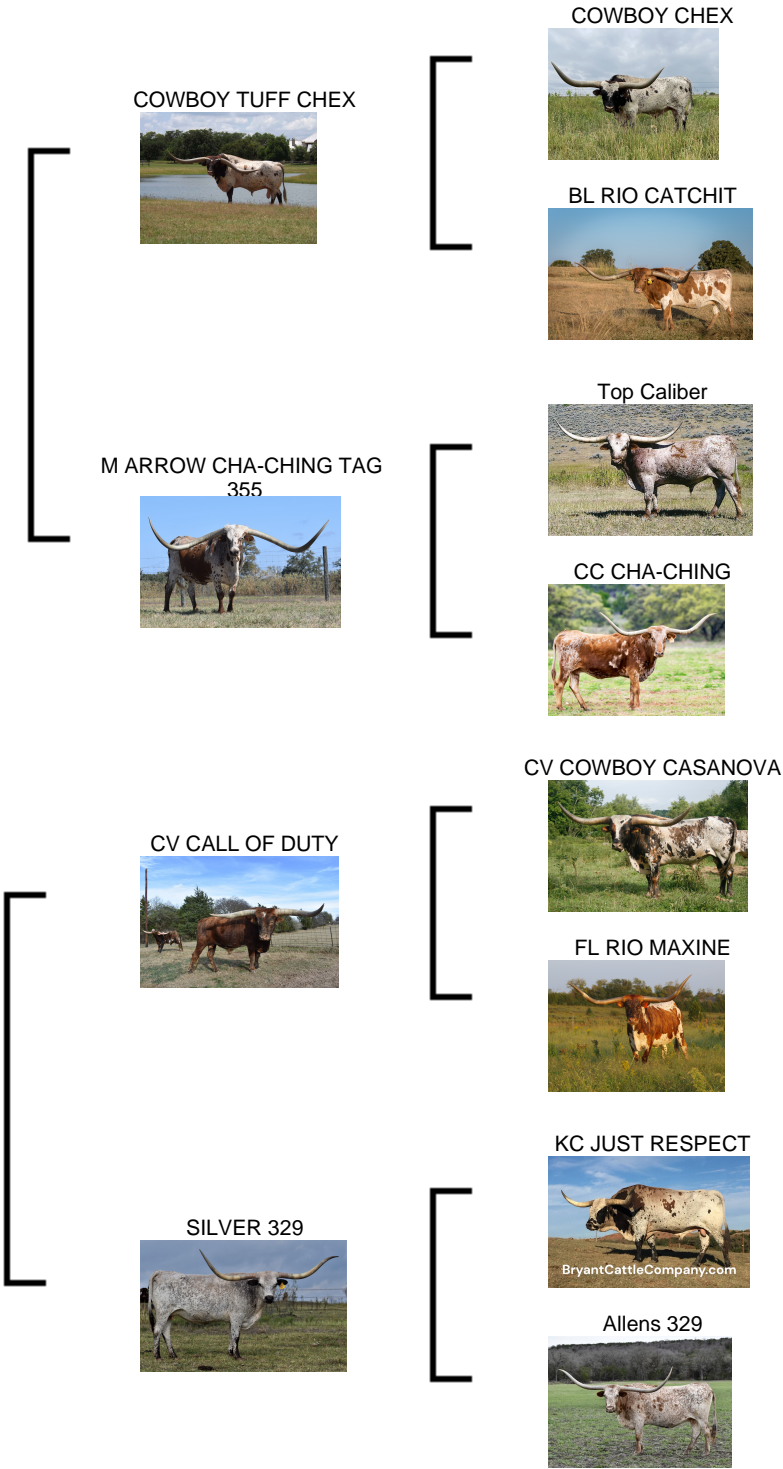 COWBOY CHEX
COWBOY TUFF CHEX
BL RIO CATCHIT
Top Caliber
M ARROW CHA-CHING TAG
355
CC CHA-CHING
CV COWBOY CASANOVA
CV CALL OF DUTY
FL RIO MAXINE
KC JUST RESPECT
SILVER 329
BryantCattleCompany.com
Allens 329